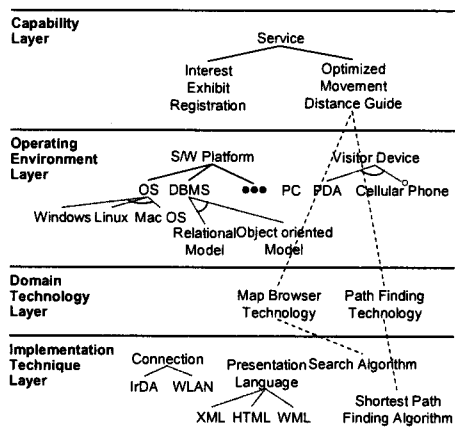 Capability
Layer
Service
Interest
Exhibit
Registration
Optimized
Movement
Distance Guide
Operating
Environment
Layer
S/W Platform
Visitor Device
OS DBMS
PC PDA Cellular Phone
Windows Linux Mac OS
Relational
Model
Object oriented
Model
Domain
Technology
Layer
Map Browser
Technology
Path Finding
Technology
Implementation
Technique
Layer
Connection
IrDA WLAN
Presentation
Language
XML HTML WML
Search Algorithm
Shortest Path
Finding Algorithm